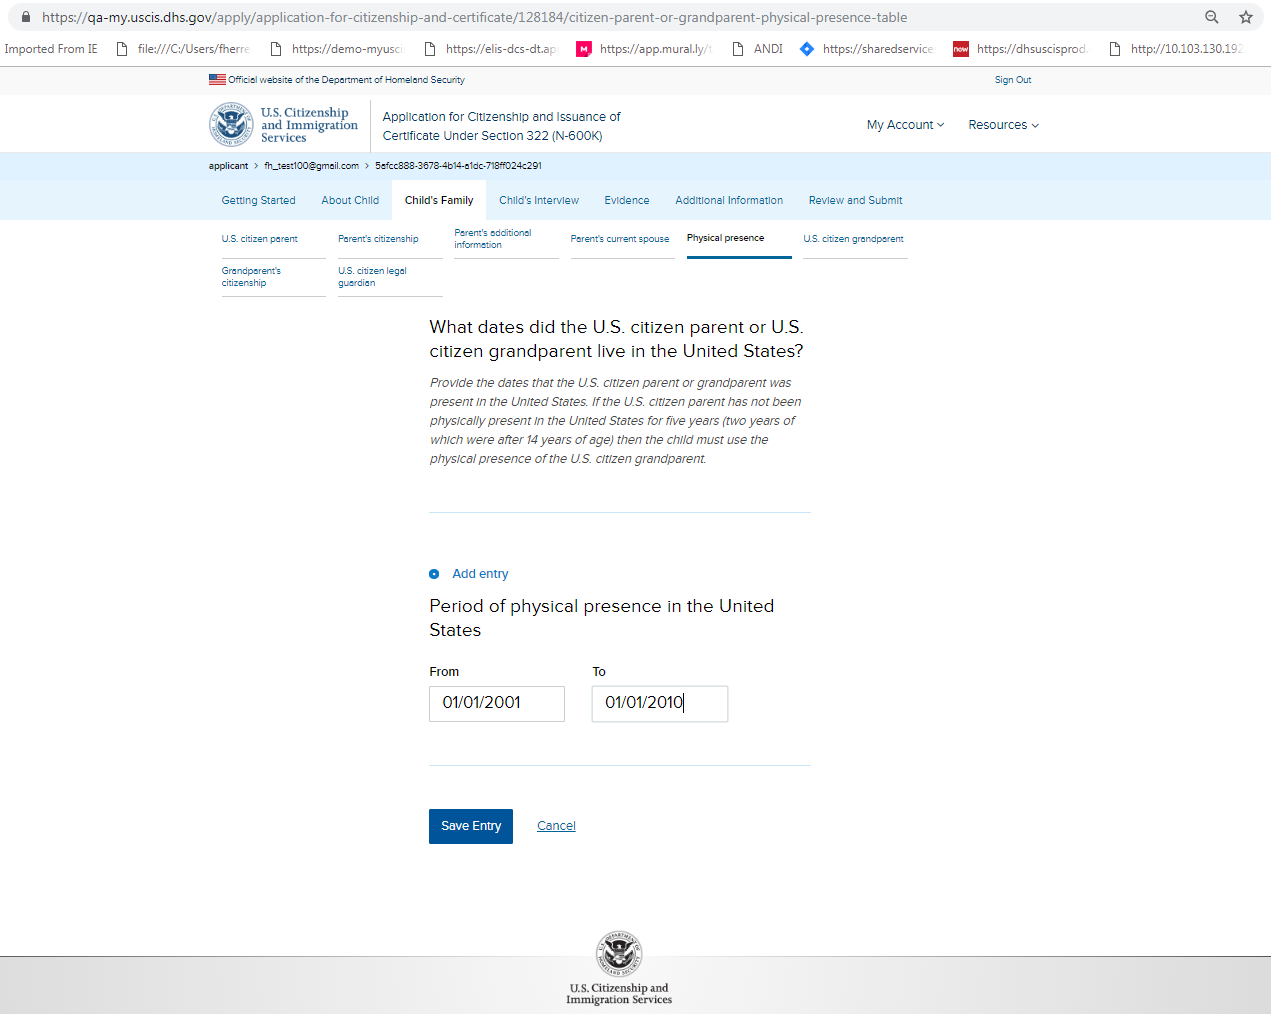 https://qa-my.uscis.dhs.gov/apply/application-for-citizenship-and-certificate/128184/citizen-parent-or-grandparent-physical-presence-table
Imported From IE file:///C:/Users/fherre https://demo-myusci https://elis-dcs-dt.ap https://app.mural.ly/t ANDI https://sharedservice https://dhsuscisprod. http://10.103.130.192
Official website of the Department of Homeland Security Sign Out
U.S. Citizenship
and Immigration
Services
Application for Citizenship and Issuance of
Certificate Under Section 322 (N-600K)
My Account Resources
applicant > fh_test100@gmail.com > 5afcc888-3678-4b14-a1dc-718ff024c291
Getting Started About Child Child's Family Child's Interview Evidence Additional Information Review and Submit
U.S. citizen parent Parent's citizenship Parent's additional information Parent's current spouse Physical presence U.S. citizen grandparent
Grandparent's citizenship U.S. citizen legal guardian
What dates did the U.S. citizen parent or U.S.
citizen grandparent live in the United States?
Provide the dates that the U.S. citizen parent or grandparent was
present in the United States. If the U.S. citizen parent has not been
physically present in the United States for five years (two years of
which were after 14 years of age) then the child must use the
physical presence of the U.S. citizen grandparent.
Add entry
Period of physical presence in the United
States
From To
01/01/2001 01/01/2010
Save Entry Cancel
U.S. Citizenship and
Immigration Services